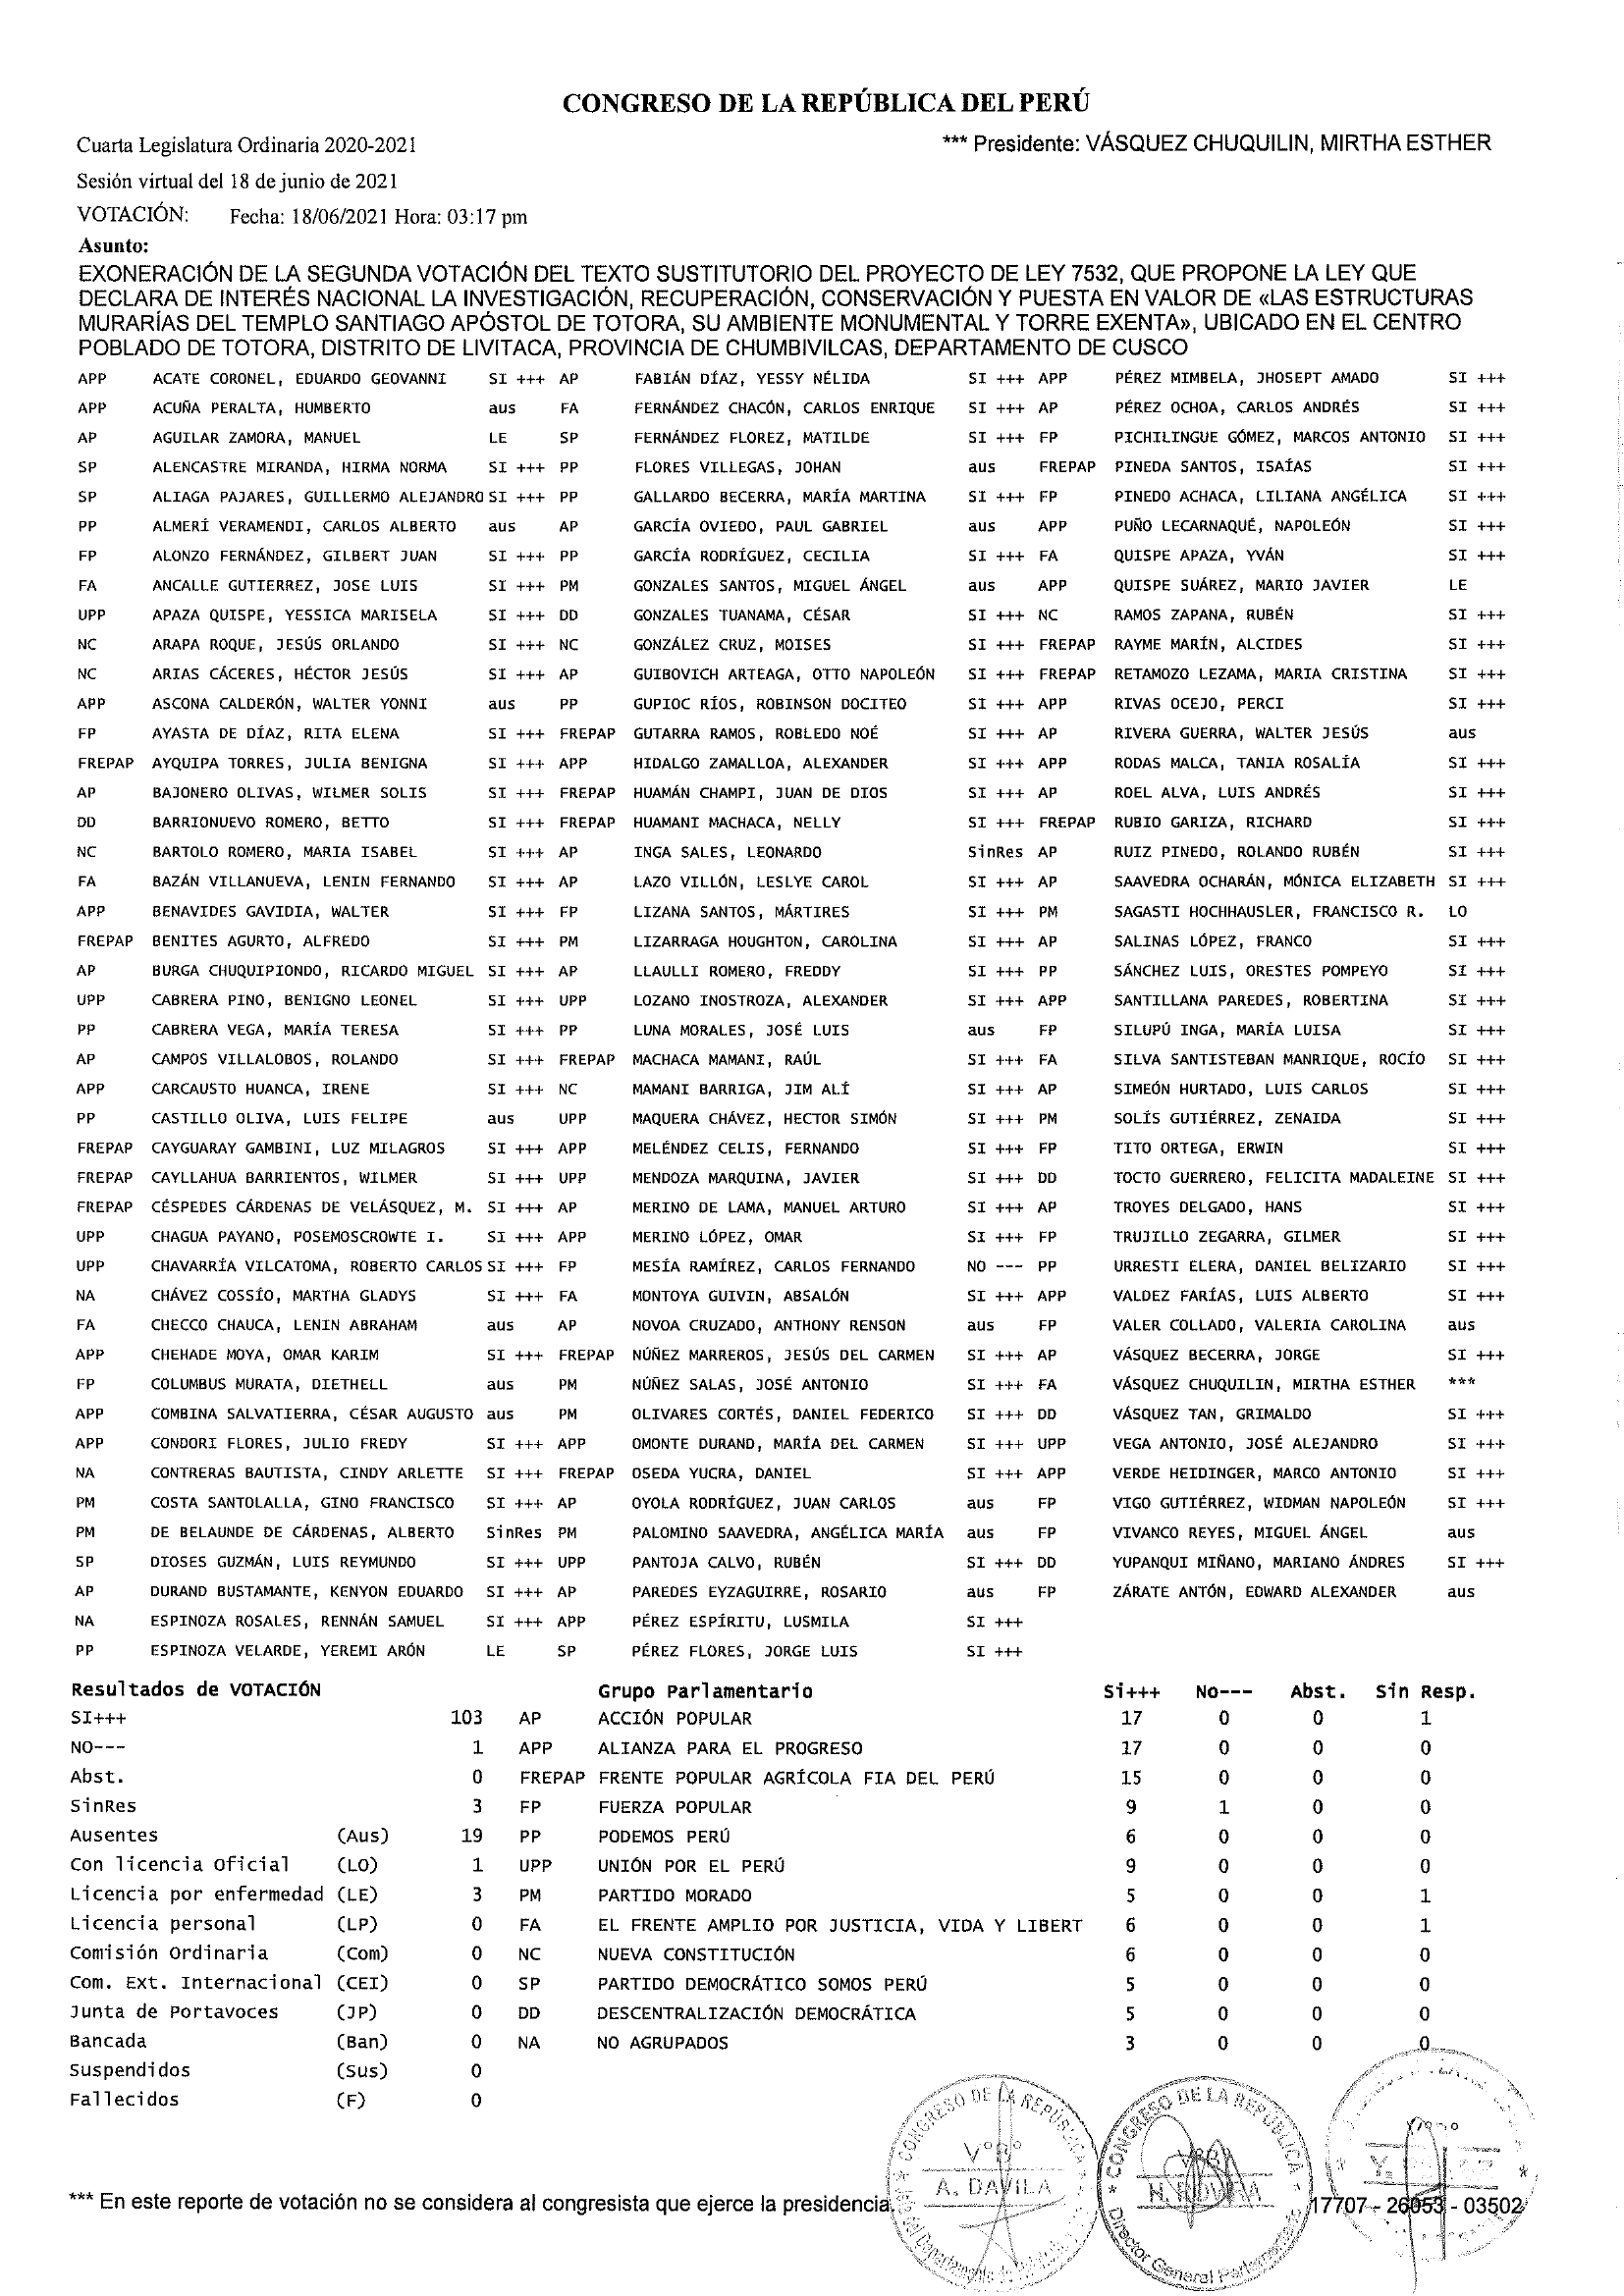 CONGRESO DE LA REPÚBLICA DEL PERÚ
Cuarta Legislatura Ordinaria 2020-2021 *** Presidente: VÁSQUEZ CHUQUILIN, MIRTHA ESTHER
Sesión virtual del 18 de junio de 2021
VOTACIÓN: Fecha: 18/06/2021 Hora: 03:17 pm
Asunto:
EXONERACIÓN DE LA SEGUNDA VOTACIÓN DEL TEXTO SUSTITUTORIO DEL PROYECTO DE LEY 7532, QUE PROPONE LA LEY QUE
DECLARA DE INTERÉS NACIONAL LA INVESTIGACIÓN, RECUPERACIÓN, CONSERVACIÓN Y PUESTA EN VALOR DE «LAS ESTRUCTURAS
MURARÍAS DEL TEMPLO SANTIAGO APÓSTOL DE TOTORA, SU AMBIENTE MONUMENTAL Y TORRE EXENTA», UBICADO EN EL CENTRO
POBLADO DE TOTORA, DISTRITO DE LIVITACA, PROVINCIA DE CHUMBIVILCAS, DEPARTAMENTO DE CUSCO
APP ACATE CORONEL, EDUARDO GEOVANNI SI +++ AP FABIÁN DÍAZ, YESSY NÉLIDA SI +++ APP PÉREZ MIMBELA, JHOSEPT AMADO SI +++
APP ACUÑA PERALTA, HUMBERTO aus FA FERNÁNDEZ CHACÓN, CARLOS ENRIQUE SI +++ AP PÉREZ OCHOA, CARLOS ANDRÉS SI +++
AP AGUILAR ZAMORA, MANUEL LE SP FERNÁNDEZ FLOREZ, MATILDE SI +++ FP PICHILINGUE GÓMEZ, MARCOS ANTONIO SI +++
SP ALENCASTRE MIRANDA, HIRMA NORMA SI +++ PP FLORES VILLEGAS, JOHAN aus FREPAP PINEDA SANTOS, ISAÍAS SI +++
SP ALIAGA PAJARES, GUILLERMO ALEJANDRO SI +++ PP GALLARDO BECERRA, MARÍA MARTINA SI +++ FP PINEDO ACHACA, LILIANA ANGÉLICA SI +++
PP ALMERÍ VERAMENDI, CARLOS ALBERTO aus AP GARCÍA OVIEDO, PAUL GABRIEL aus APP PUÑO LECARNAQUÉ, NAPOLEÓN SI +++
FP ALONZO FERNÁNDEZ, GILBERT JUAN SI +++ PP GARCÍA RODRÍGUEZ, CECILIA SI +++ FA QUISPE APAZA, YVÁN SI +++
FA ANCALLE GUTIERREZ, JOSE LUIS SI +++ PM GONZALES SANTOS, MIGUEL ÁNGEL aus APP QUISPE SUÁREZ, MARIO JAVIER LE
UPP APAZA QUISPE, YESSICA MARISELA SI +++ DD GONZALES TUANAMA, CÉSAR SI +++ NC RAMOS ZAPANA, RUBÉN SI +++
NC ARAPA ROQUE, JESÚS ORLANDO SI +++ NC GONZÁLEZ CRUZ, MOISES SI +++ FREPAP RAYME MARÍN, ALCIDES SI +++
NC ARIAS CÁCERES, HÉCTOR JESÚS SI +++ AP GUIBOVICH ARTEAGA, OTTO NAPOLEÓN SI +++ FREPAP RETAMOZO LEZAMA, MARIA CRISTINA SI +++
APP ASCONA CALDERÓN, WALTER YONNI aus PP GUPIOC RÍOS, ROBINSON DOCITEO SI +++ APP RIVAS OCEJO, PERCI SI +++
FP AYASTA DE DÍAZ, RITA ELENA SI +++ FREPAP GUTARRA RAMOS, ROBLEDO NOÉ SI +++ AP RIVERA GUERRA, WALTER JESÚS aus
FREPAP AYQUIPA TORRES, JULIA BENIGNA SI +++ APP HIDALGO ZAMALLOA, ALEXANDER SI +++ APP RODAS MALCA, TANIA ROSALÍA SI +++
AP BAJONERO OLIVAS, WILMER SOLIS SI +++ FREPAP HUAMÁN CHAMPI, JUAN DE DIOS SI +++ AP ROEL ALVA, LUIS ANDRÉS SI +++
DD BARRIONUEVO ROMERO, BETTO SI +++ FREPAP HUAMANI MACHACA, NELLY SI +++ FREPAP RUBIO GARIZA, RICHARD SI +++
NC BARTOLO ROMERO, MARIA ISABEL SI +++ AP INGA SALES, LEONARDO SinRes AP RUIZ PINEDO, ROLANDO RUBÉN SI +++
FA BAZÁN VILLANUEVA, LENIN FERNANDO SI +++ AP LAZO VILLÓN, LESLYE CAROL SI +++ AP SAAVEDRA OCHARÁN, MÓNICA ELIZABETH SI +++
APP BENAVIDES GAVIDIA, WALTER SI +++ FP LIZANA SANTOS, MÁRTIRES SI +++ PM SAGASTI HOCHHAUSLER, FRANCISCO R. LO
FREPAP BENITES AGURTO, ALFREDO SI +++ PM LIZARRAGA HOUGHTON, CAROLINA SI +++ AP SALINAS LÓPEZ, FRANCO SI +++
AP BURGA CHUQUIPIONDO, RICARDO MIGUEL SI +++ AP LLAULLI ROMERO, FREDDY SI +++ PP SÁNCHEZ LUIS, ORESTES POMPEYO SI +++
UPP CABRERA PINO, BENIGNO LEONEL SI +++ UPP LOZANO INOSTROZA, ALEXANDER SI +++ APP SANTILLANA PAREDES, ROBERTINA SI +++
PP CABRERA VEGA, MARÍA TERESA SI +++ PP LUNA MORALES, JOSÉ LUIS aus FP SILUPÚ INGA, MARÍA LUISA SI +++
AP CAMPOS VILLALOBOS, ROLANDO SI +++ FREPAP MACHACA MAMANI, RAÚL SI +++ FA SILVA SANTISTEBAN MANRIQUE, ROCÍO SI +++
APP CARCAUSTO HUANCA, IRENE SI +++ NC MAMANI BARRIGA, JIM ALÍ SI +++ AP SIMEÓN HURTADO, LUIS CARLOS SI +++
PP CASTILLO OLIVA, LUIS FELIPE aus UPP MAQUERA CHÁVEZ, HECTOR SIMÓN SI +++ PM SOLÍS GUTIÉRREZ, ZENAIDA SI +++
FREPAP CAYGUARAY GAMBINI, LUZ MILAGROS SI +++ APP MELÉNDEZ CELIS, FERNANDO SI +++ FP TITO ORTEGA, ERWIN SI +++
FREPAP CAYLLAHUA BARRIENTOS, WILMER SI +++ UPP MENDOZA MARQUINA, JAVIER SI +++ DD TOCTO GUERRERO, FELICITA MADALEINE SI +++
FREPAP CÉSPEDES CÁRDENAS DE VELÁSQUEZ, M. SI +++ AP MERINO DE LAMA, MANUEL ARTURO SI +++ AP TROYES DELGADO, HANS SI +++
UPP CHAGUA PAYANO, POSEMOSCROWTE I. SI +++ APP MERINO LÓPEZ, OMAR SI +++ FP TRUJILLO ZEGARRA, GILMER SI +++
UPP CHAVARRÍA VILCATOMA, ROBERTO CARLOS SI +++ FP MESÍA RAMÍREZ, CARLOS FERNANDO NO --- PP URRESTI ELERA, DANIEL BELIZARIO SI +++
NA CHÁVEZ COSSÍO, MARTHA GLADYS SI +++ FA MONTOYA GUIVIN, ABSALÓN SI +++ APP VALDEZ FARÍAS, LUIS ALBERTO SI +++
FA CHECCO CHAUCA, LENIN ABRAHAM aus AP NOVOA CRUZADO, ANTHONY RENSON aus FP VALER COLLADO, VALERIA CAROLINA aus
APP CHEHADE MOYA, OMAR KARIM SI +++ FREPAP NÚÑEZ MARREROS, JESÚS DEL CARMEN SI +++ AP VÁSQUEZ BECERRA, JORGE SI +++
FP COLUMBUS MURATA, DIETHELL aus PM NÚÑEZ SALAS, JOSÉ ANTONIO SI +++ FA VÁSQUEZ CHUQUILIN, MIRTHA ESTHER ***
APP COMBINA SALVATIERRA, CÉSAR AUGUSTO aus PM OLIVARES CORTÉS, DANIEL FEDERICO SI +++ DD VÁSQUEZ TAN, GRIMALDO SI +++
APP CONDORI FLORES, JULIO FREDY SI +++ APP OMONTE DURAND, MARÍA DEL CARMEN SI +++ UPP VEGA ANTONIO, JOSÉ ALEJANDRO SI +++
NA CONTRERAS BAUTISTA, CINDY ARLETTE SI +++ FREPAP OSEDA YUCRA, DANIEL SI +++ APP VERDE HEIDINGER, MARCO ANTONIO SI +++
PM COSTA SANTOLALLA, GINO FRANCISCO SI +++ AP OYOLA RODRÍGUEZ, JUAN CARLOS aus FP VIGO GUTIÉRREZ, WIDMAN NAPOLEÓN SI +++
PM DE BELAUNDE DE CÁRDENAS, ALBERTO SinRes PM PALOMINO SAAVEDRA, ANGÉLICA MARÍA aus FP VIVANCO REYES, MIGUEL ÁNGEL aus
SP DIOSES GUZMÁN, LUIS REYMUNDO SI +++ UPP PANTOJA CALVO, RUBÉN SI +++ DD YUPANQUI MIÑANO, MARIANO ÁNDRES SI +++
AP DURAND BUSTAMANTE, KENYON EDUARDO SI +++ AP PAREDES EYZAGUIRRE, ROSARIO aus FP ZÁRATE ANTÓN, EDWARD ALEXANDER aus
NA ESPINOZA ROSALES, RENNÁN SAMUEL SI +++ APP PÉREZ ESPÍRITU, LUSMILA SI +++
PP ESPINOZA VELARDE, YEREMI ARÓN LE SP PÉREZ FLORES, JORGE LUIS SI +++
Resultados de VOTACIÓN Grupo Parlamentario Si+++ No--- Abst. Sin Resp.
SI+++ 103 AP ACCIÓN POPULAR 17 0 0 1
NO--- 1 APP ALIANZA PARA EL PROGRESO 17 0 0 0
Abst. 0 FREPAP FRENTE POPULAR AGRÍCOLA FIA DEL PERÚ 15 0 0 0
SinRes 3 FP FUERZA POPULAR 9 1 0 0
Ausentes (Aus) 19 PP PODEMOS PERÚ 6 0 0 0
Con licencia Oficial (LO) 1 UPP UNIÓN POR EL PERÚ 9 0 0 0
Licencia por enfermedad (LE) 3 PM PARTIDO MORADO 5 0 0 1
Licencia personal (LP) 0 FA EL FRENTE AMPLIO POR JUSTICIA, VIDA Y LIBERT 6 0 0 1
Comisión Ordinaria (Com) 0 NC NUEVA CONSTITUCIÓN 6 0 0 0
Com. Ext. Internacional (CEI) 0 SP PARTIDO DEMOCRÁTICO SOMOS PERÚ 5 0 0 0
Junta de Portavoces (JP) 0 DD DESCENTRALIZACIÓN DEMOCRÁTICA 5 0 0 0
Bancada (Ban) 0 NA NO AGRUPADOS 3 0 0 0
Suspendidos (Sus) 0
Fallecidos (F) 0
CONGRESO DE LA REPÚBLICA
V°B°
A. DAVILA
CONGRESO DE LA REPÚBLICA
Director General Parlamentario
*** En este reporte de votación no se considera al congresista que ejerce la presidencia. 17707 - 26053 - 03502